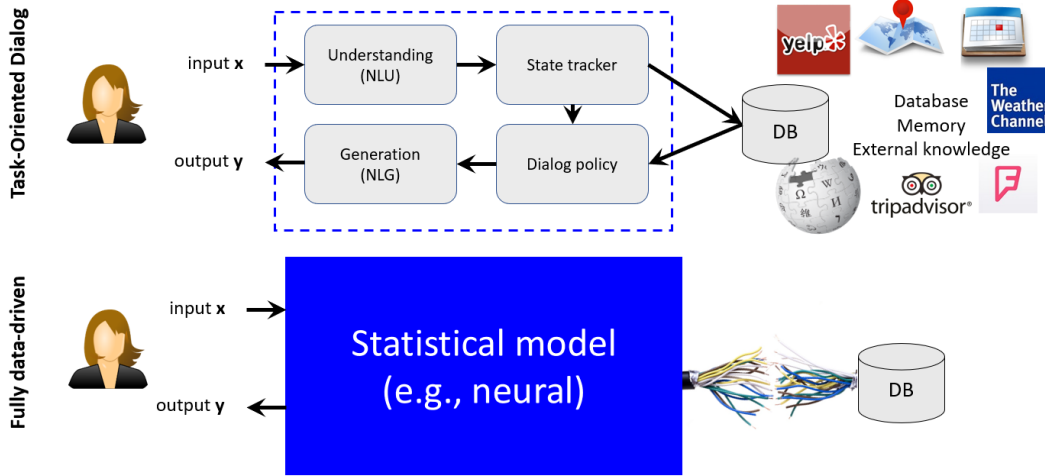 Task-Oriented Dialog
input x
Understanding
(NLU)
State tracker
output y
Generation
(NLG)
Dialog policy
DB
yelp
The
Weather
Channel
Database
Memory
External knowledge
Ω
W
И
tripadvisor®
Fully data-driven
input x
output y
Statistical model
(e.g., neural)
DB